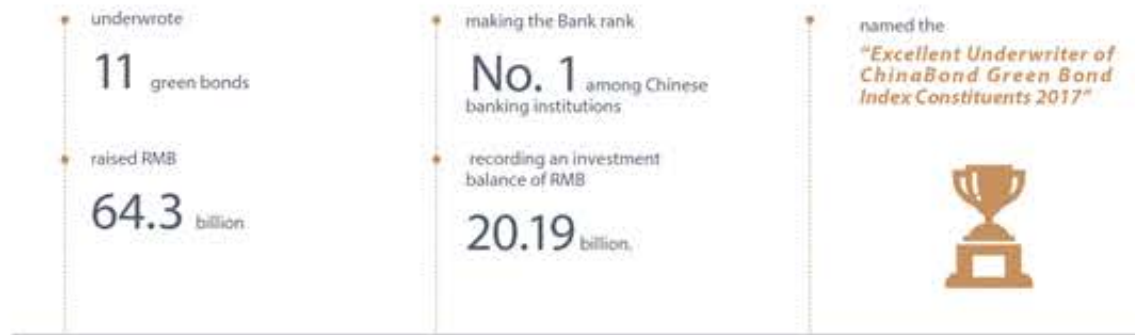 underwrote
11 green bonds
raised RMB
64.3 billion
making the Bank rank
No. 1 among Chinese
banking institutions
recording an investment
balance of RMB
20.19 billion.
named the
“Excellent Underwriter of
ChinaBond Green Bond
Index Constituents 2017”